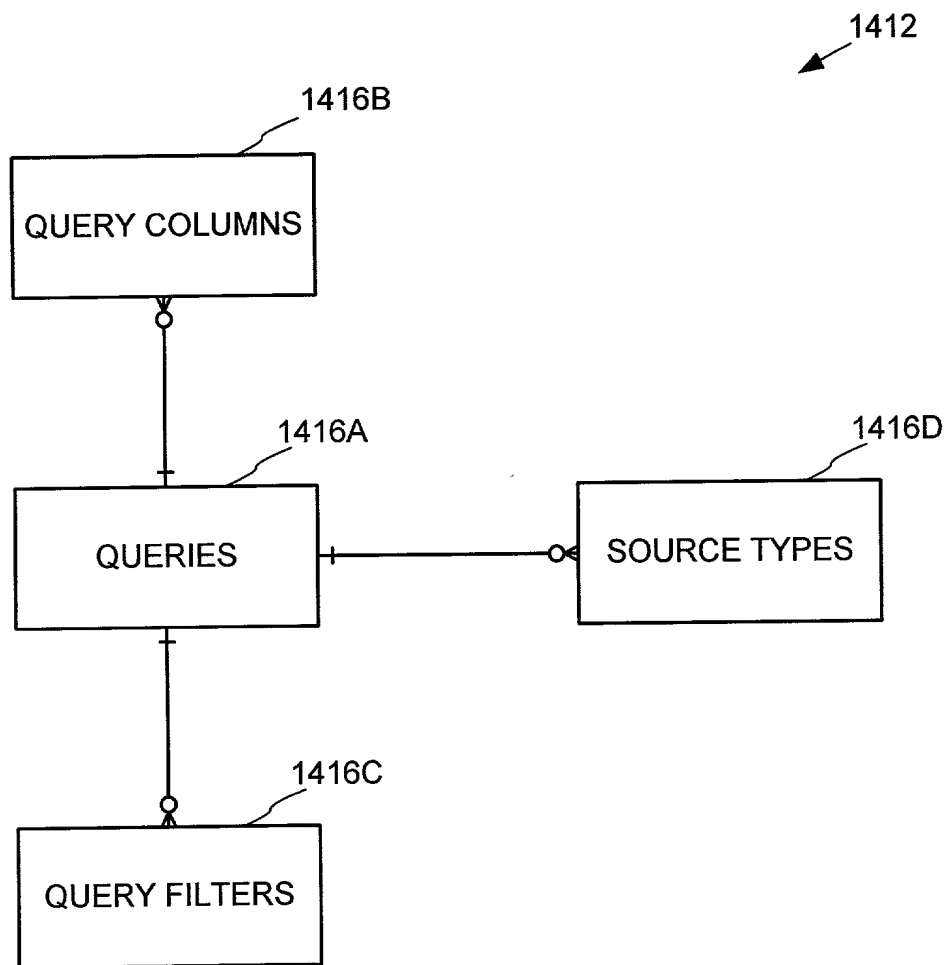 1412
1416B
QUERY COLUMNS
1416A
1416D
QUERIES
SOURCE TYPES
1416C
QUERY FILTERS